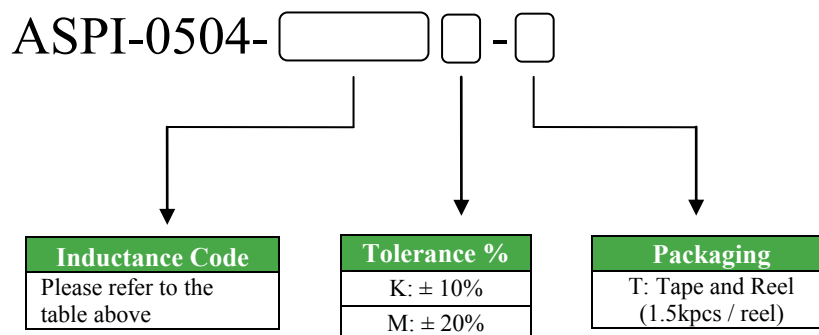 ASPI-0504- -
Inductance Code
Please refer to the
table above
Tolerance %
K: ± 10%
M: ± 20%
Packaging
T: Tape and Reel
(1.5kpcs / reel)